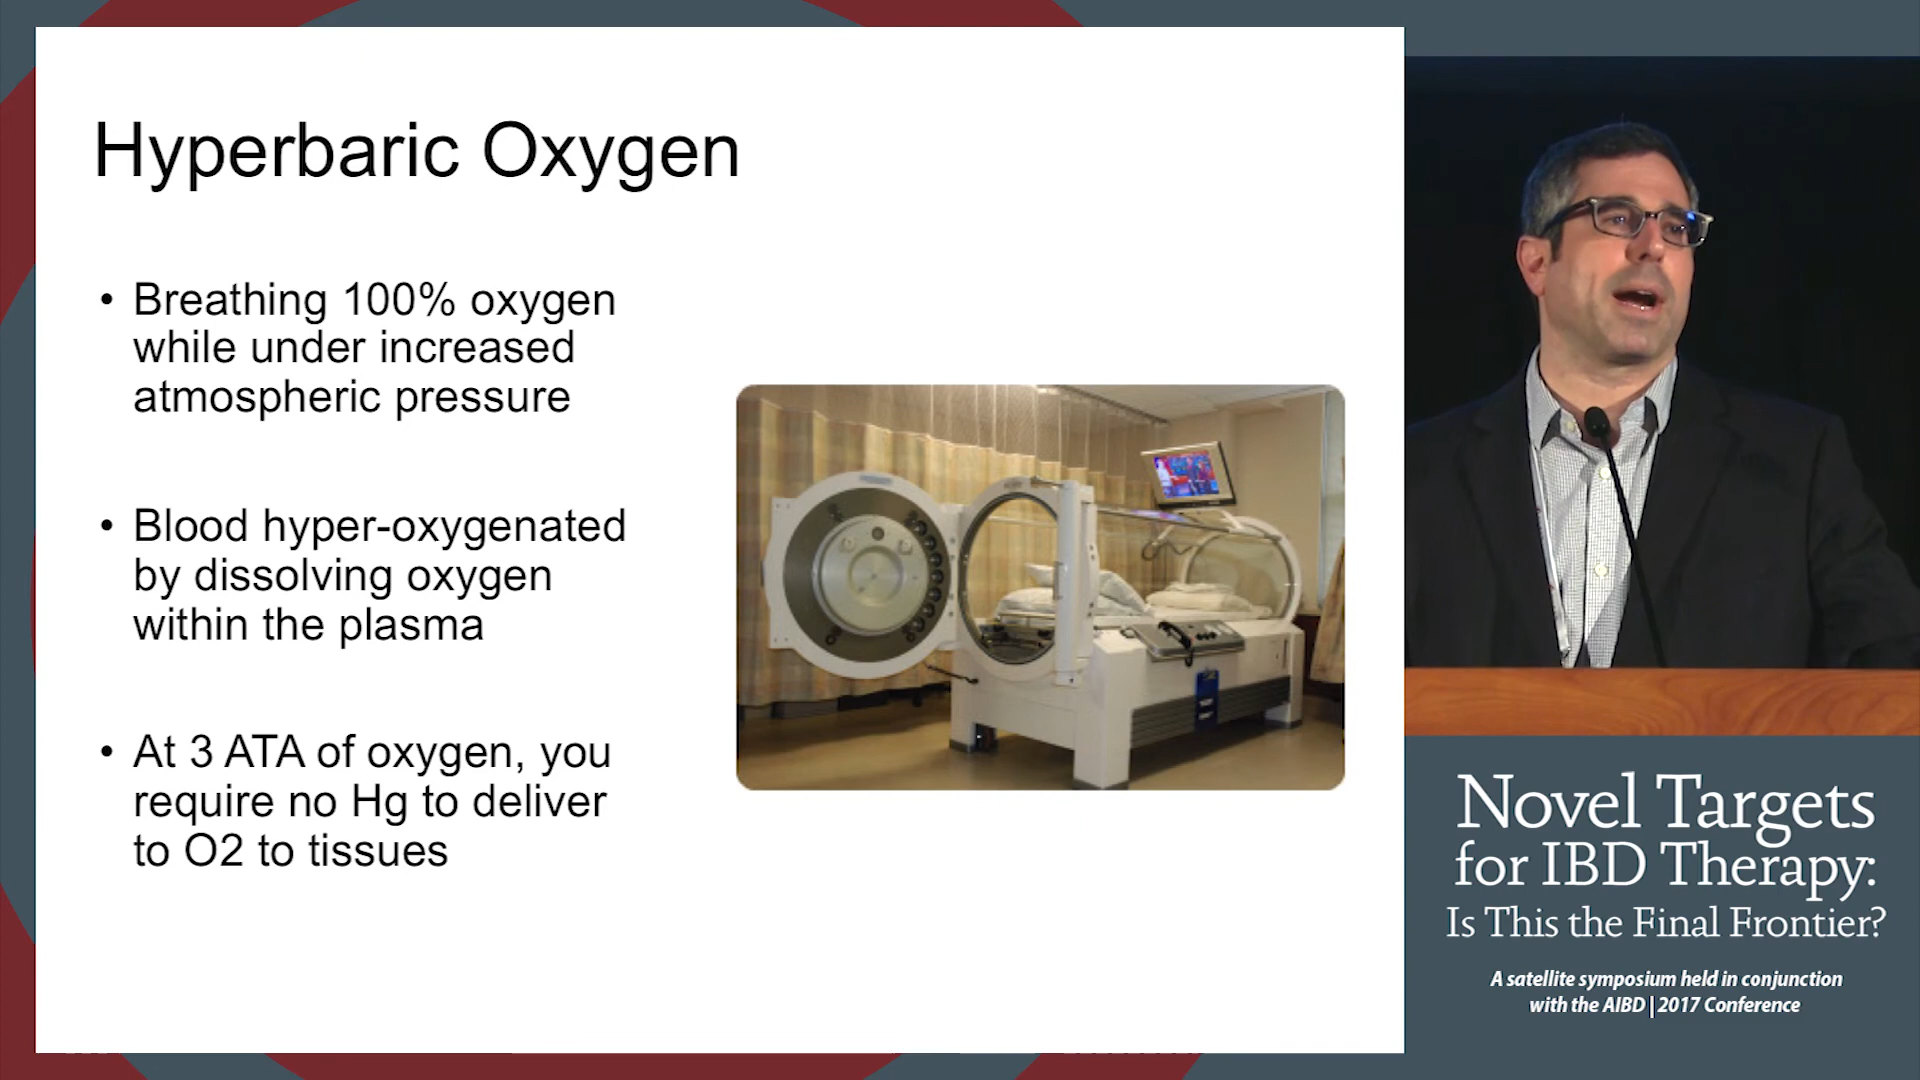 Hyperbaric Oxygen
• Breathing 100% oxygen
while under increased
atmospheric pressure
• Blood hyper-oxygenated
by dissolving oxygen
within the plasma
• At 3 ATA of oxygen, you
require no Hg to deliver
to O2 to tissues
Novel Targets
for IBD Therapy:
Is This the Final Frontier?
A satellite symposium held in conjunction
with the AIBD | 2017 Conference